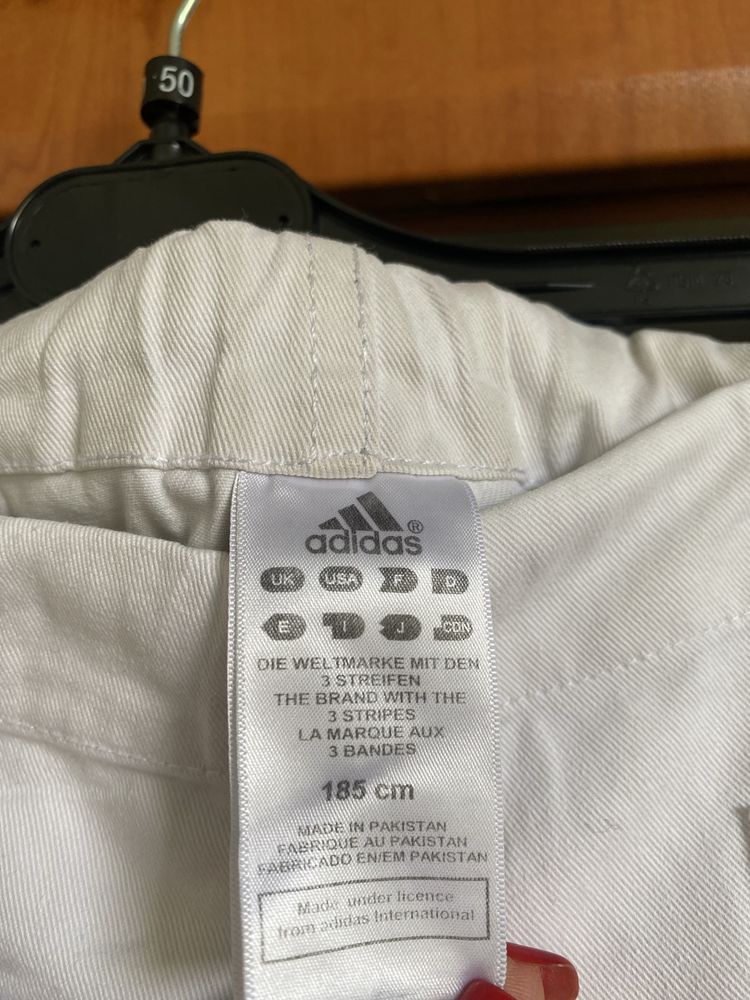 50
adidas®
UK USA F D
E I J CDN
DIE WELTMARKE MIT DEN
3 STREIFEN
THE BRAND WITH THE
3 STRIPES
LA MARQUE AUX
3 BANDES
185 cm
MADE IN PAKISTAN
FABRIQUE AU PAKISTAN
FABRICADO EN/EM PAKISTAN
Made under licence
from adidas International